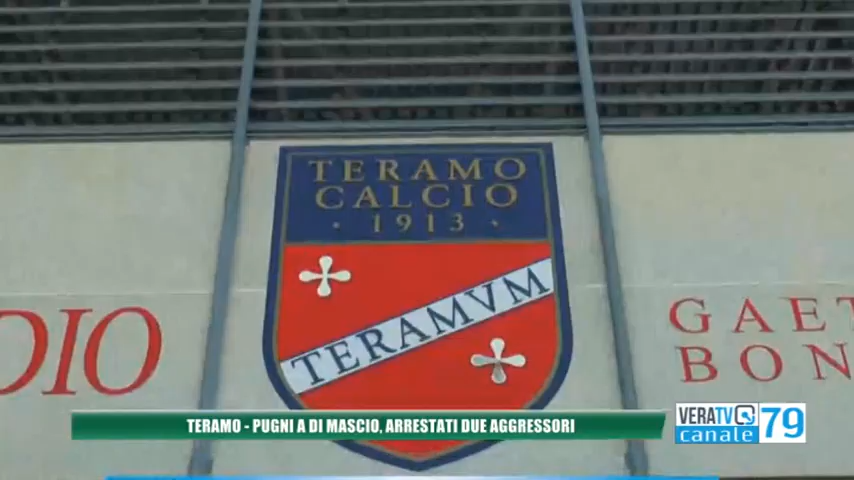 TERAMO
CALCIO
· 1913 ·
TERAMVM
DIO
GAET
BON
TERAMO - PUGNI A DI MASCIO, ARRESTATI DUE AGGRESSORI
VERATV
canale 79